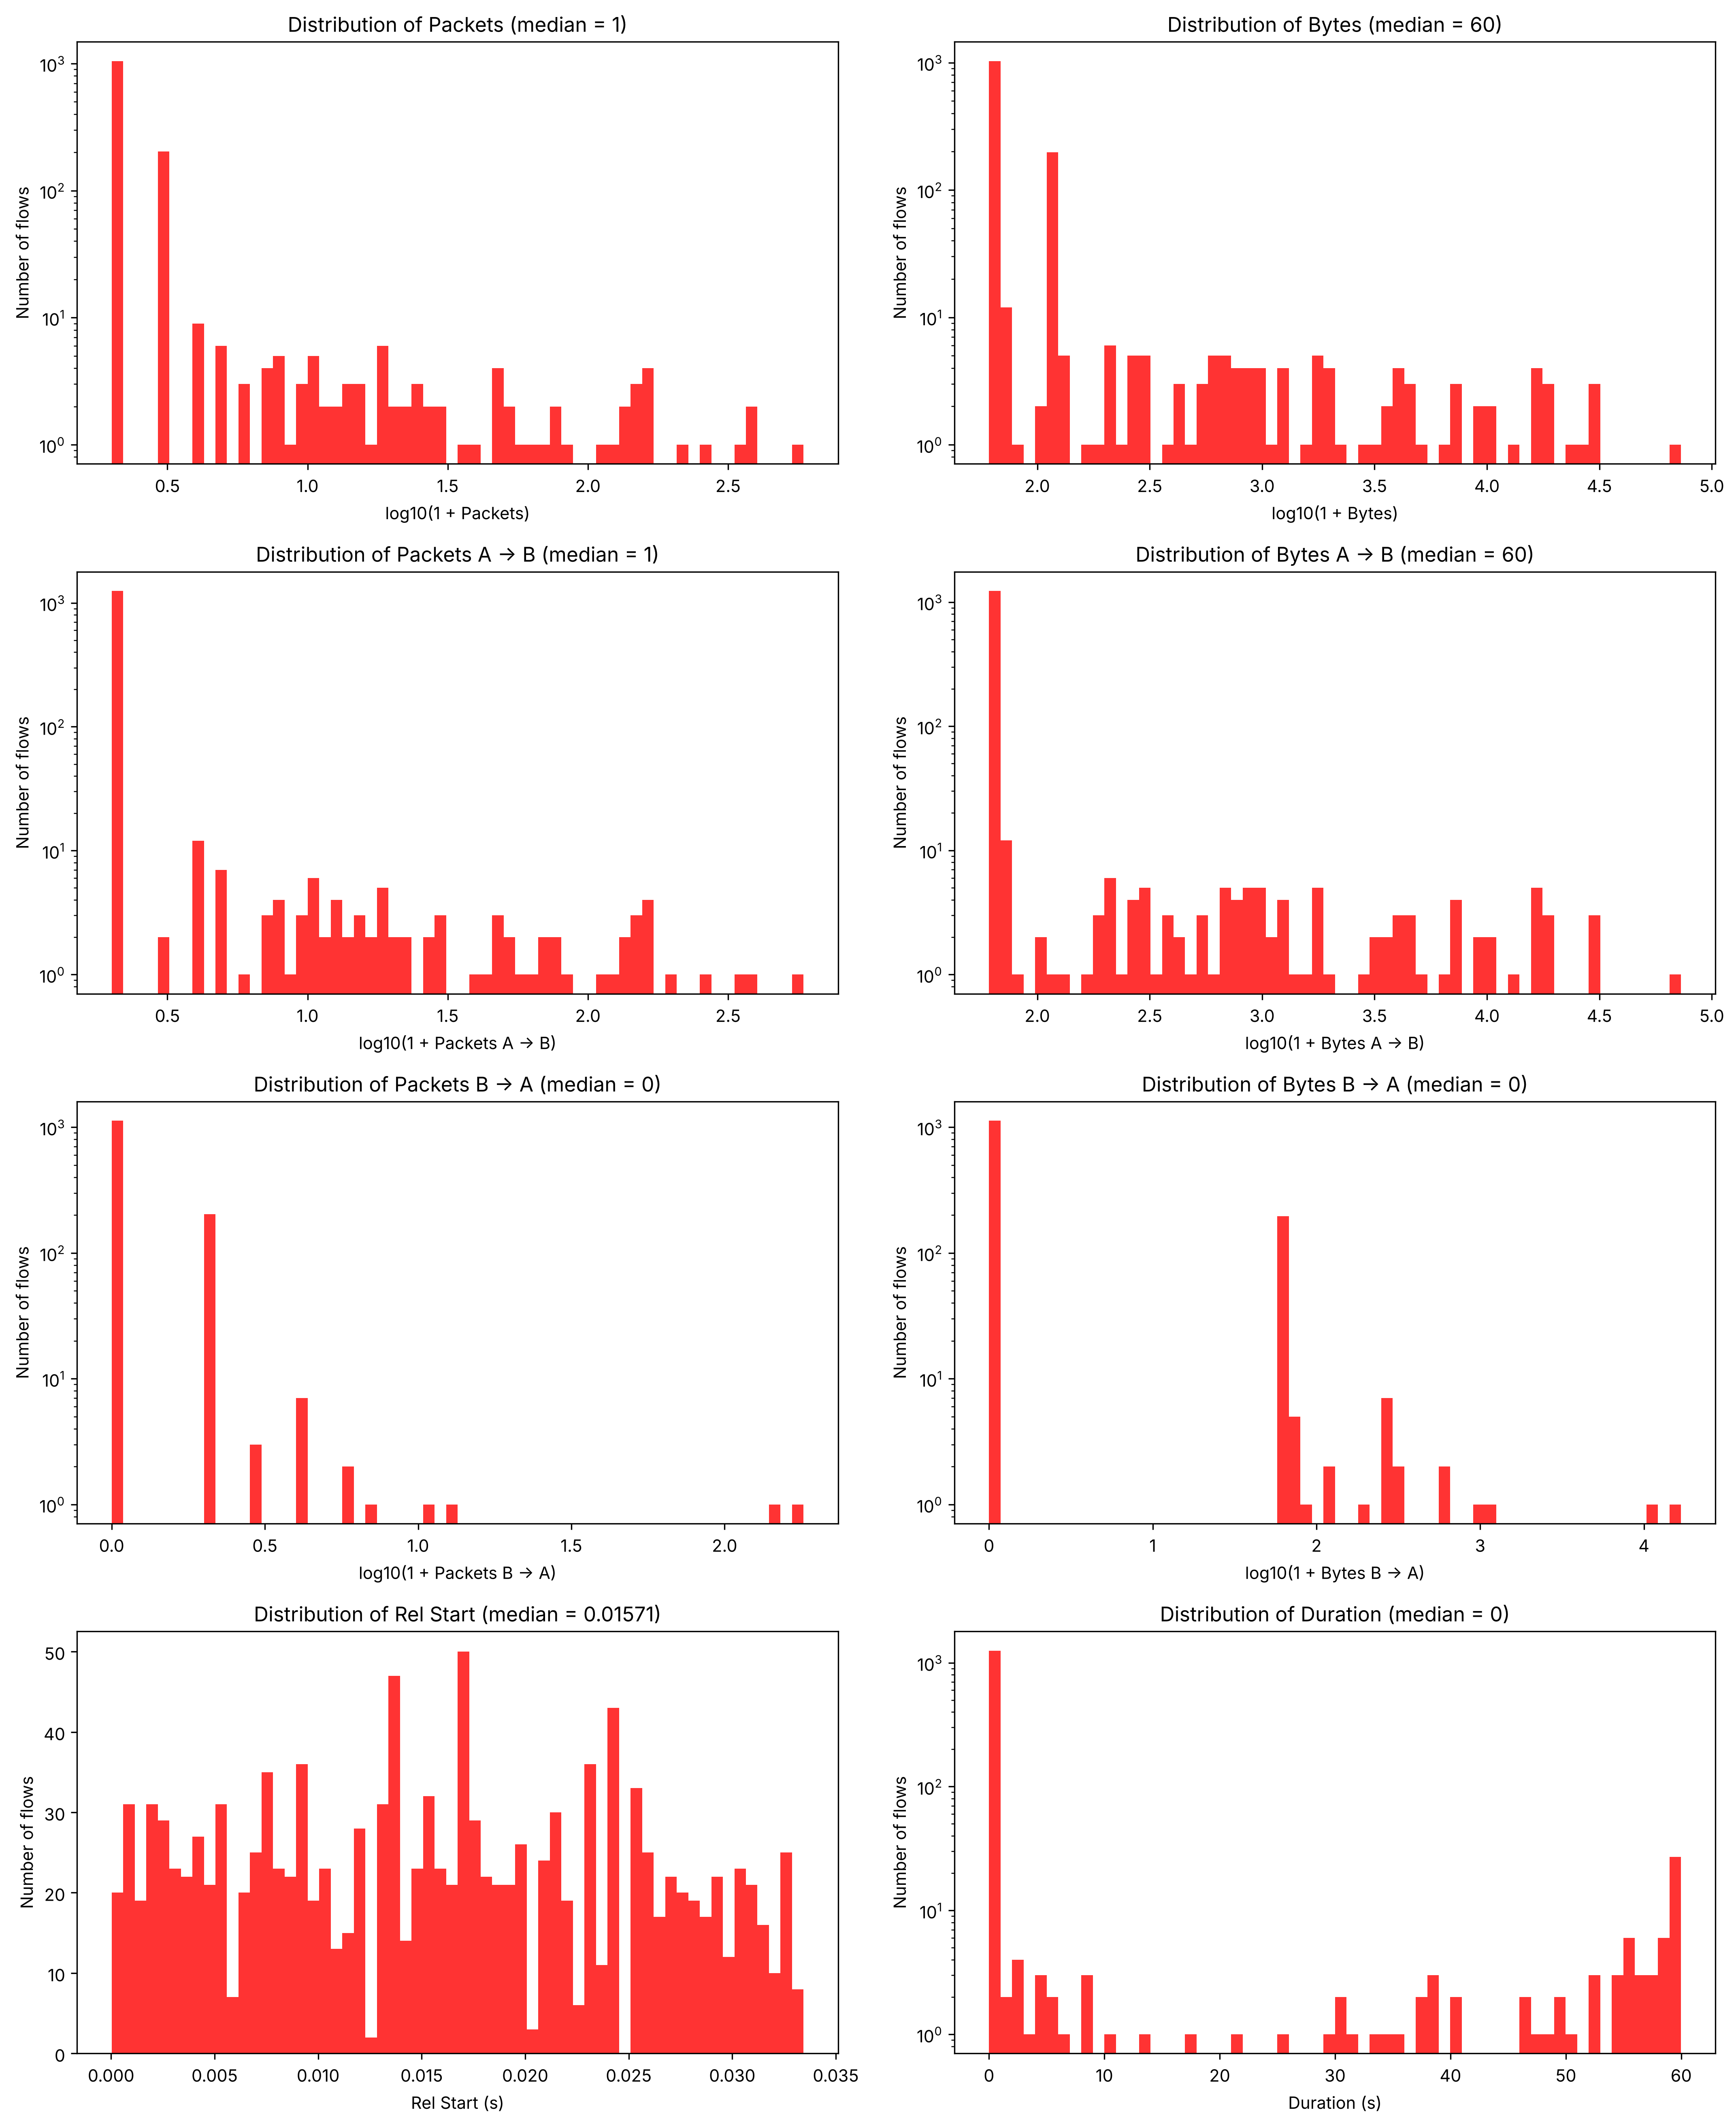 Distribution of Packets (median = 1)
Number of flows
10³
10²
10¹
10⁰
0.5 1.0 1.5 2.0 2.5
log10(1 + Packets)
Distribution of Bytes (median = 60)
Number of flows
10³
10²
10¹
10⁰
2.0 2.5 3.0 3.5 4.0 4.5 5.0
log10(1 + Bytes)
Distribution of Packets A → B (median = 1)
Number of flows
10³
10²
10¹
10⁰
0.5 1.0 1.5 2.0 2.5
log10(1 + Packets A → B)
Distribution of Bytes A → B (median = 60)
Number of flows
10³
10²
10¹
10⁰
2.0 2.5 3.0 3.5 4.0 4.5 5.0
log10(1 + Bytes A → B)
Distribution of Packets B → A (median = 0)
Number of flows
10³
10²
10¹
10⁰
0.0 0.5 1.0 1.5 2.0
log10(1 + Packets B → A)
Distribution of Bytes B → A (median = 0)
Number of flows
10³
10²
10¹
10⁰
0 1 2 3 4
log10(1 + Bytes B → A)
Distribution of Rel Start (median = 0.01571)
Number of flows
50
40
30
20
10
0
0.000 0.005 0.010 0.015 0.020 0.025 0.030 0.035
Rel Start (s)
Distribution of Duration (median = 0)
Number of flows
10³
10²
10¹
10⁰
0 10 20 30 40 50 60
Duration (s)